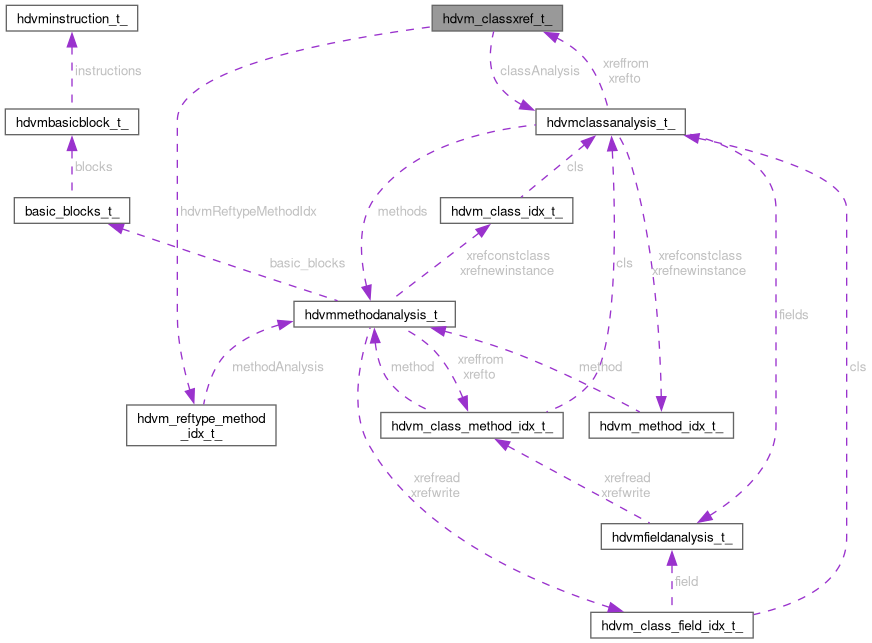 hdvminstruction_t_
hdvm_classxref_t_
instructions
classAnalysis
xreffrom
xrefto
hdvmbasicblock_t_
hdvmclassanalysis_t_
blocks
cls
basic_blocks_t_
hdvmReftypeMethodIdx
methods
hdvm_class_idx_t_
basic_blocks
xrefconstclass
xrefnewinstance
cls
xrefconstclass
xrefnewinstance
hdvmmethodanalysis_t_
fields
methodAnalysis
method
xreffrom
xrefto
method
cls
hdvm_reftype_method
_idx_t_
hdvm_class_method_idx_t_
hdvm_method_idx_t_
xrefread
xrefwrite
xrefread
xrefwrite
hdvmfieldanalysis_t_
field
hdvm_class_field_idx_t_